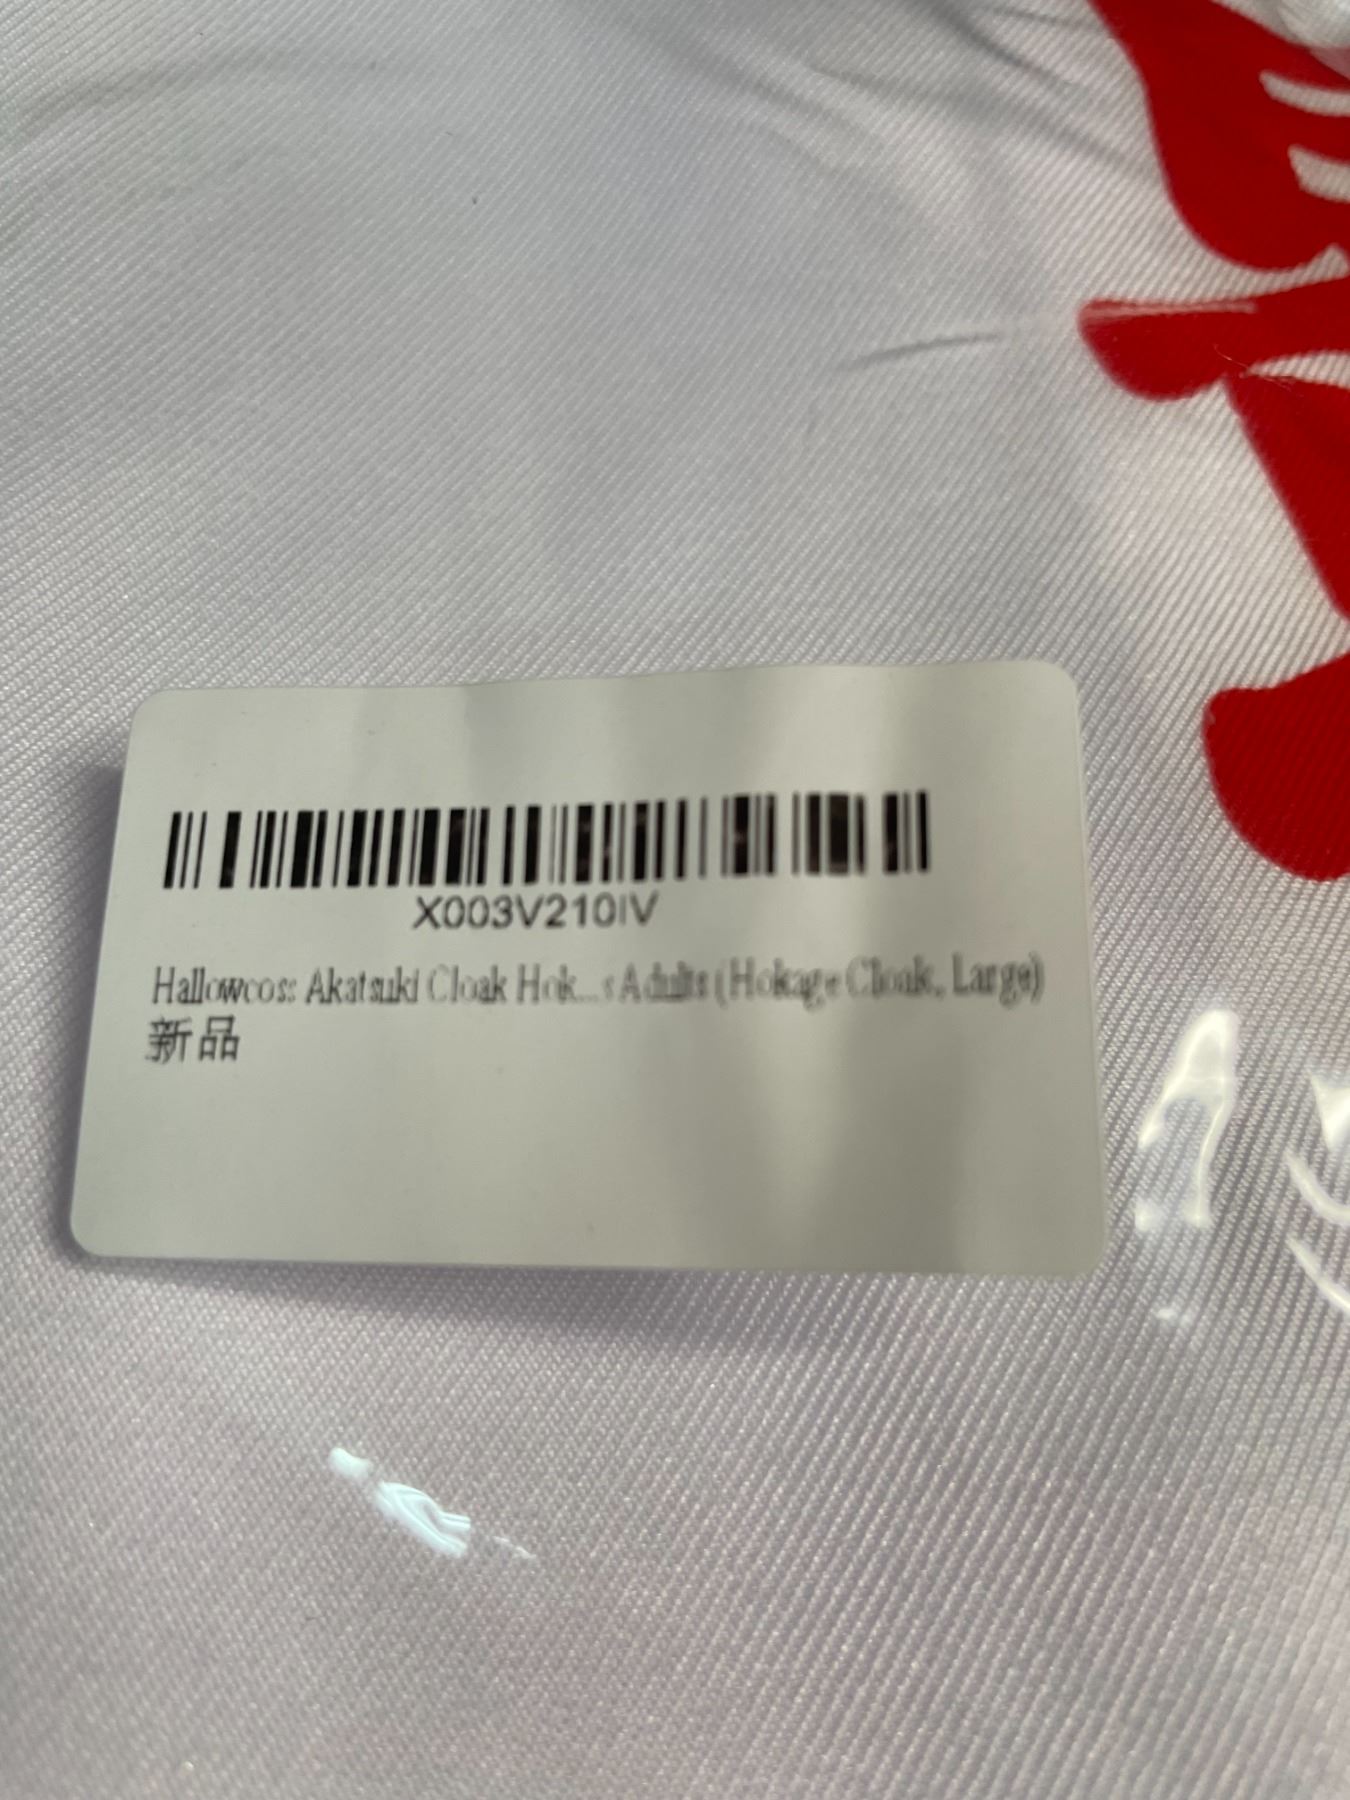 X003V210IV
Hallowcos: Akatsuki Cloak Hok...s Adults (Hokage Cloak, Large)
新品